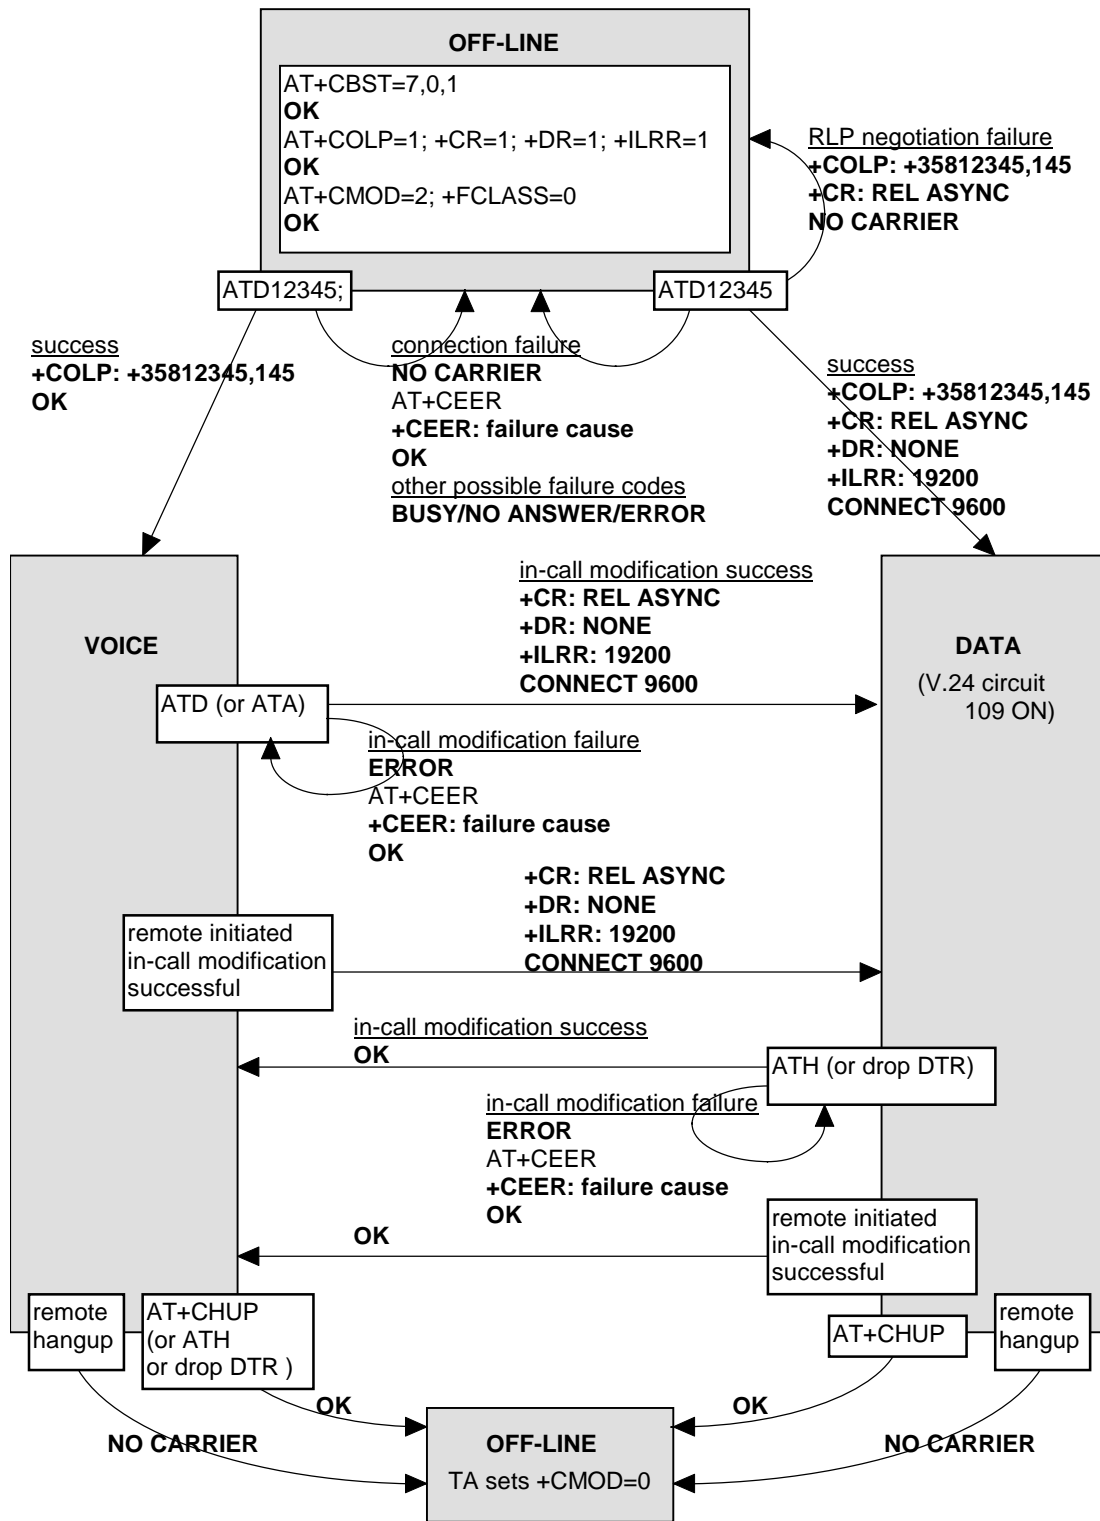 OFF-LINE
AT+CBST=7,0,1
OK
AT+COLP=1; +CR=1; +DR=1; +ILRR=1
OK
AT+CMOD=2; +FCLASS=0
OK
RLP negotiation failure
+COLP: +35812345,145
+CR: REL ASYNC
NO CARRIER
ATD12345;
ATD12345
success
+COLP: +35812345,145
OK
connection failure
NO CARRIER
AT+CEER
+CEER: failure cause
OK
other possible failure codes
BUSY/NO ANSWER/ERROR
success
+COLP: +35812345,145
+CR: REL ASYNC
+DR: NONE
+ILRR: 19200
CONNECT 9600
VOICE
in-call modification success
+CR: REL ASYNC
+DR: NONE
+ILRR: 19200
CONNECT 9600
DATA
(V.24 circuit
109 ON)
ATD (or ATA)
in-call modification failure
ERROR
AT+CEER
+CEER: failure cause
OK
+CR: REL ASYNC
+DR: NONE
+ILRR: 19200
CONNECT 9600
remote initiated
in-call modification
successful
in-call modification success
OK
ATH (or drop DTR)
in-call modification failure
ERROR
AT+CEER
+CEER: failure cause
OK
remote initiated
in-call modification
successful
OK
remote
hangup
AT+CHUP
(or ATH
or drop DTR )
AT+CHUP
remote
hangup
OK
OK
NO CARRIER
NO CARRIER
OFF-LINE
TA sets +CMOD=0